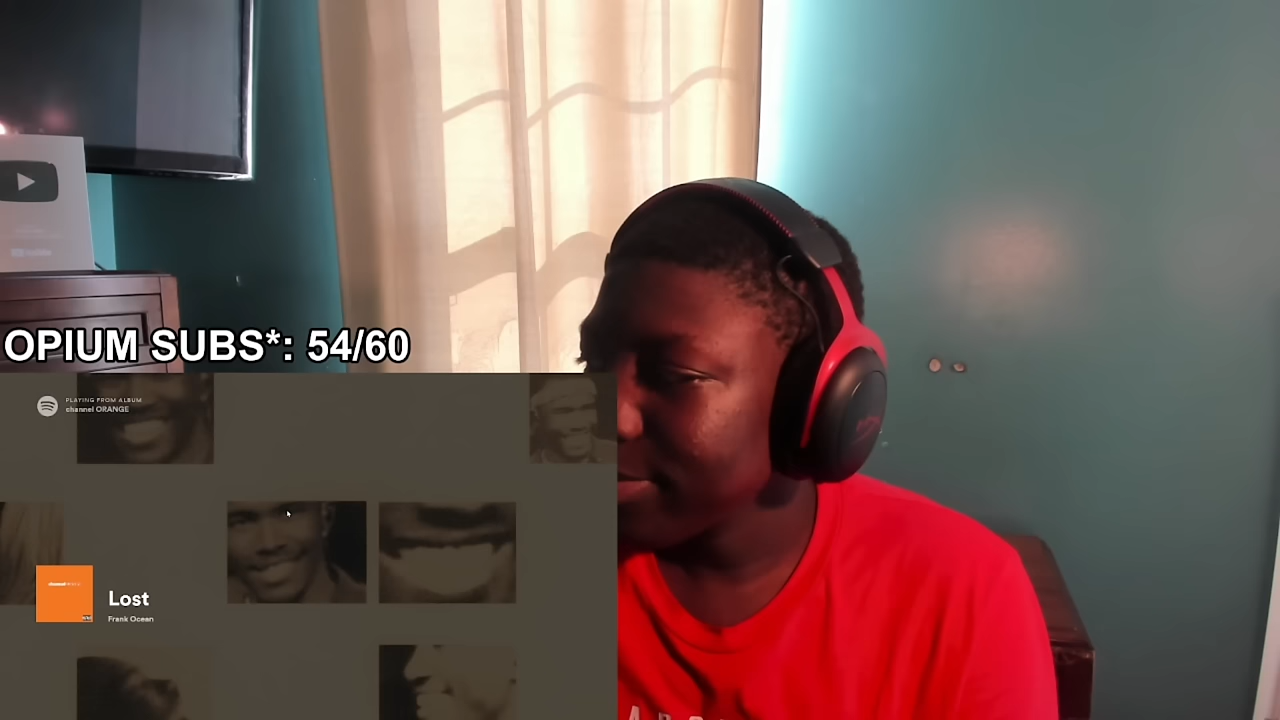 OPIUM SUBS*: 54/60
PLAYING FROM ALBUM
channel ORANGE
Lost
Frank Ocean